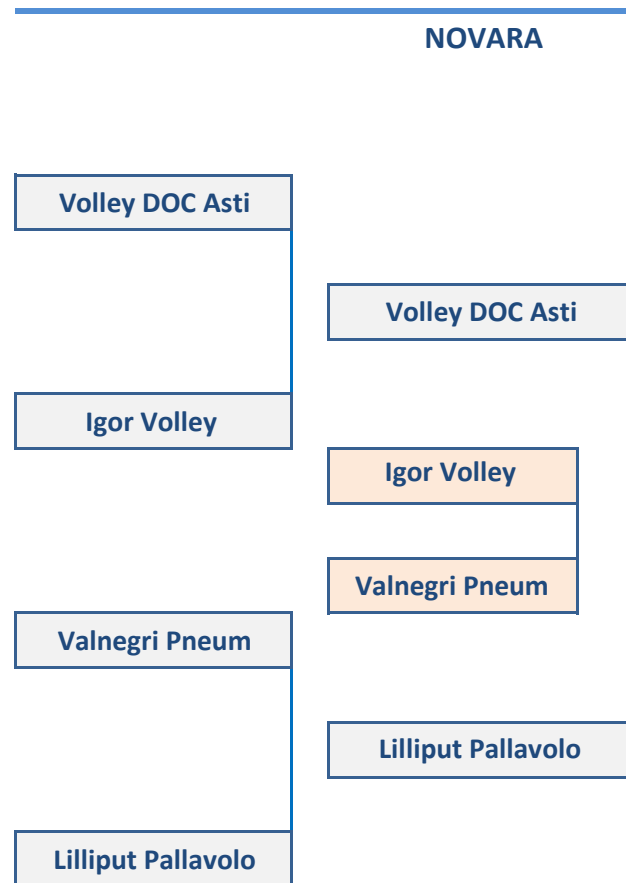 NOVARA
Volley DOC Asti
Volley DOC Asti
Igor Volley
Igor Volley
Valnegri Pneum
Valnegri Pneum
Lilliput Pallavolo
Lilliput Pallavolo